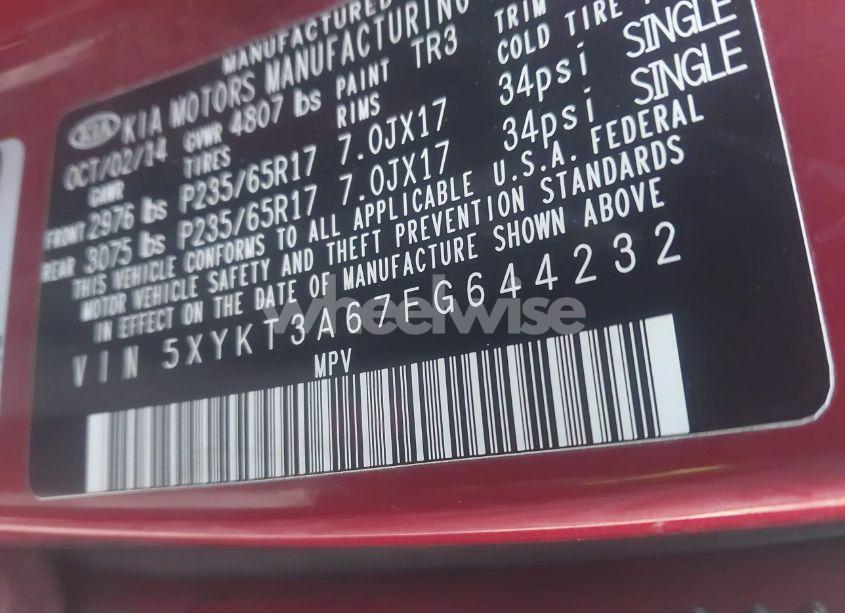 MANUFACTURED
KIA KIA MOTORS MANUFACTURING
OCT/02/14 GVWR 4807 lbs PAINT TR3 TRIM
GAWR TIRES RIMS COLD TIRE
FRONT 2976 lbs P235/65R17 7.0JX17 34psi SINGLE
REAR 3075 lbs P235/65R17 7.0JX17 34psi SINGLE
THIS VEHICLE CONFORMS TO ALL APPLICABLE U.S.A. FEDERAL
MOTOR VEHICLE SAFETY AND THEFT PREVENTION STANDARDS
IN EFFECT ON THE DATE OF MANUFACTURE SHOWN ABOVE
VIN 5XYKT3A67EG644232
MPV
wheelwise